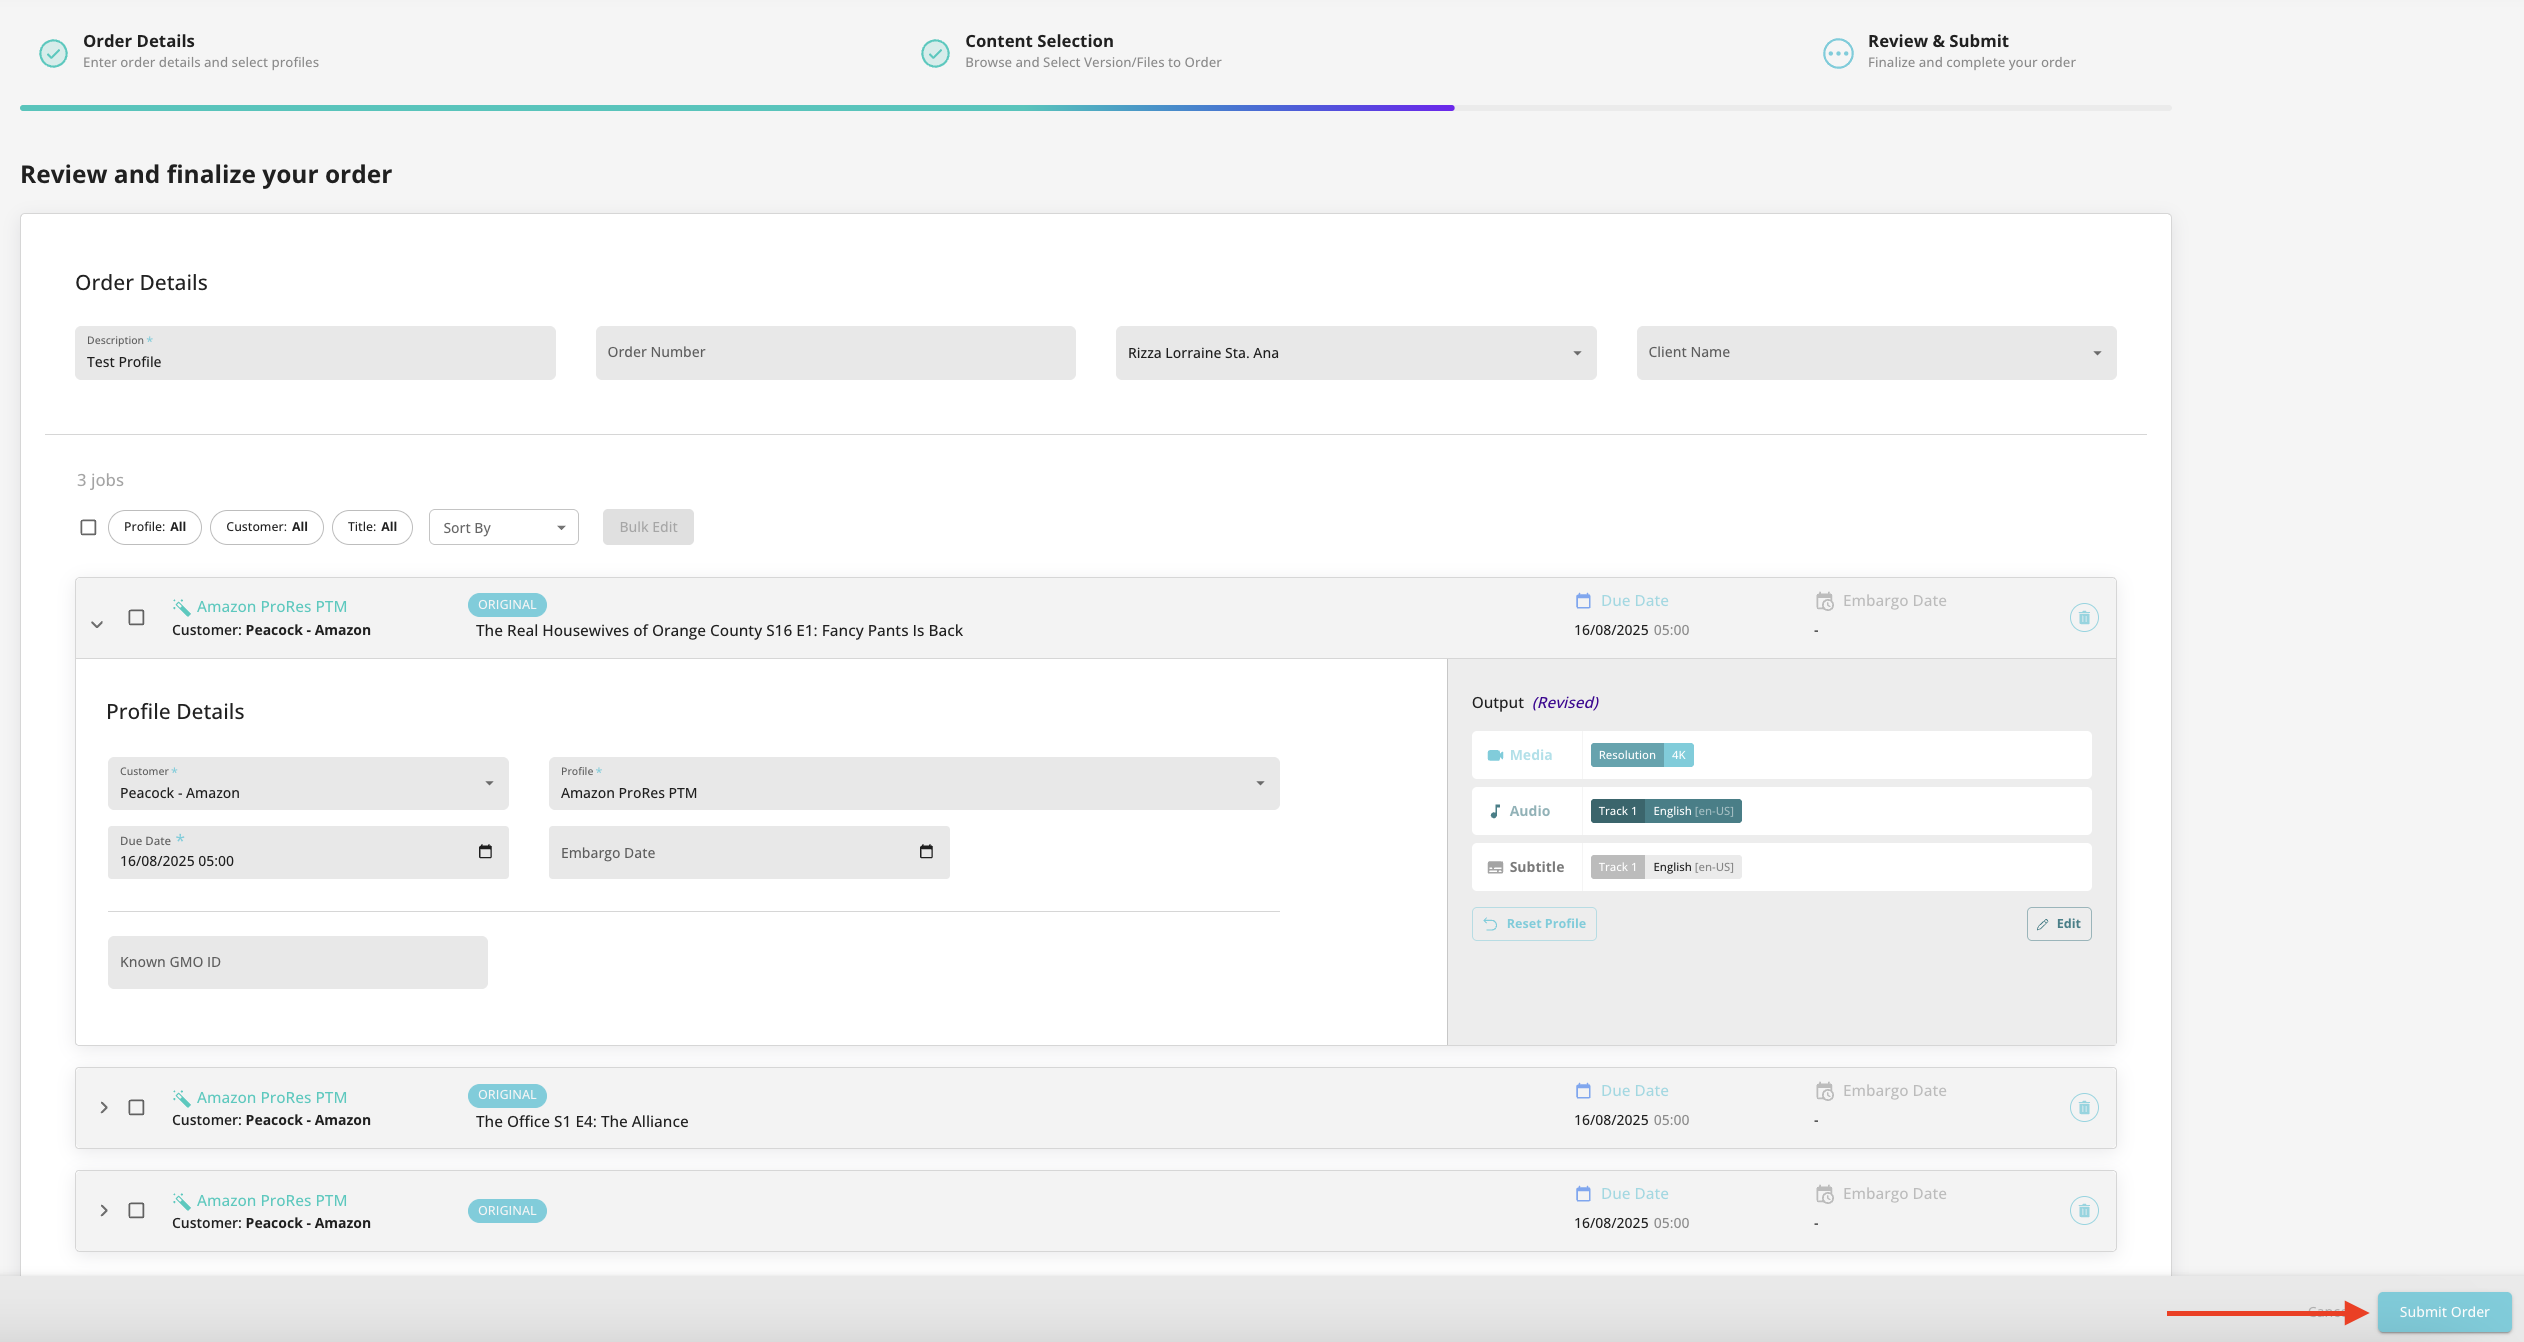 Order Details
Enter order details and select profiles
Content Selection
Browse and Select Version/Files to Order
Review & Submit
Finalize and complete your order
Review and finalize your order
Order Details
Description *
Test Profile
Order Number
Rizza Lorraine Sta. Ana
Client Name
3 jobs
Profile: All
Customer: All
Title: All
Sort By
Bulk Edit
Amazon ProRes PTM
Customer: Peacock - Amazon
ORIGINAL
The Real Housewives of Orange County S16 E1: Fancy Pants Is Back
Due Date
16/08/2025 05:00
Embargo Date
-
Profile Details
Customer *
Peacock - Amazon
Profile *
Amazon ProRes PTM
Due Date *
16/08/2025 05:00
Embargo Date
Known GMO ID
Output (Revised)
Media
Resolution 4K
Audio
Track 1 English [en-US]
Subtitle
Track 1 English [en-US]
Reset Profile
Edit
Amazon ProRes PTM
Customer: Peacock - Amazon
ORIGINAL
The Office S1 E4: The Alliance
Due Date
16/08/2025 05:00
Embargo Date
-
Amazon ProRes PTM
Customer: Peacock - Amazon
ORIGINAL
Due Date
16/08/2025 05:00
Embargo Date
-
Submit Order